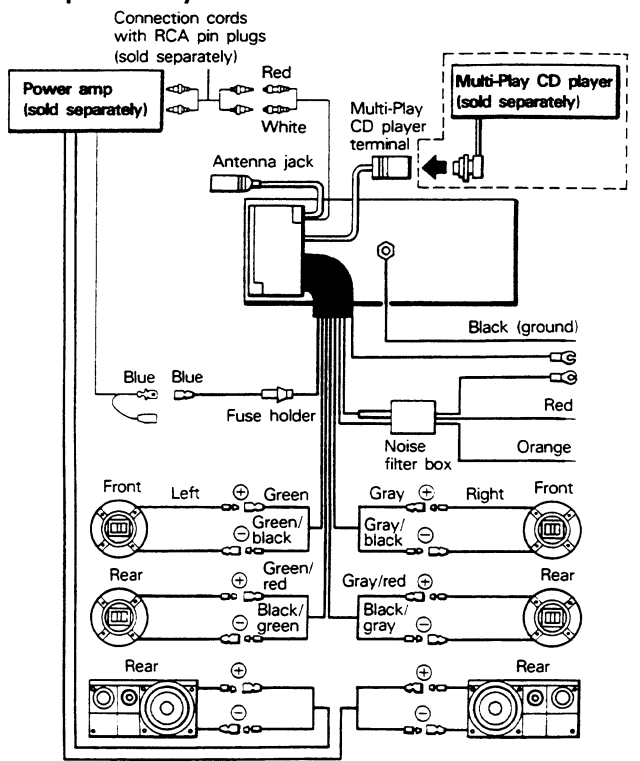 Connection cords
with RCA pin plugs
(sold separately)
Power amp
(sold separately)
Red
White
Multi-Play CD player
(sold separately)
Multi-Play
CD player
terminal
Antenna jack
Black (ground)
Blue
Blue
Fuse holder
Red
Noise
filter box
Orange
Front
Left
⊕
Green
Gray
⊕
Right
Front
Green/
black
⊖
Gray/
black
⊖
Rear
⊕
Green/
red
Gray/red
⊕
Rear
Black/
green
⊖
Black/
gray
⊖
Rear
⊕
⊕
Rear
⊖
⊖